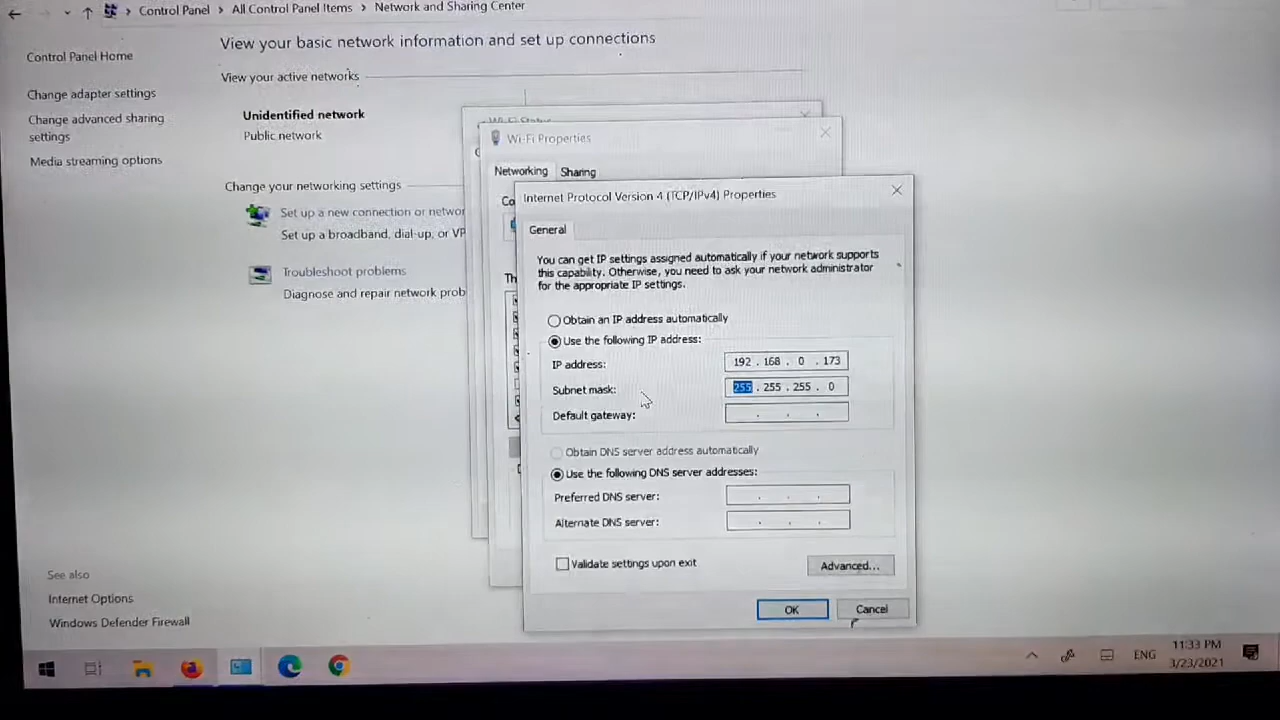 Control Panel > All Control Panel Items > Network and Sharing Center
Control Panel Home
Change adapter settings
Change advanced sharing
settings
Media streaming options
See also
Internet Options
Windows Defender Firewall
View your basic network information and set up connections
View your active networks
Unidentified network
Public network
Change your networking settings
Set up a new connection or networ
Set up a broadband, dial-up, or VP
Troubleshoot problems
Diagnose and repair network prob
Wi-Fi Status
Wi-Fi Properties
Networking
Sharing
Co
Th
Internet Protocol Version 4 (TCP/IPv4) Properties
General
You can get IP settings assigned automatically if your network supports
this capability. Otherwise, you need to ask your network administrator
for the appropriate IP settings.
Obtain an IP address automatically
Use the following IP address:
IP address: 192 . 168 . 0 . 173
Subnet mask: 255 . 255 . 255 . 0
Default gateway: . . .
Obtain DNS server address automatically
Use the following DNS server addresses:
Preferred DNS server: . . .
Alternate DNS server: . . .
Validate settings upon exit
Advanced...
OK
Cancel
ENG
11:33 PM
3/23/2021